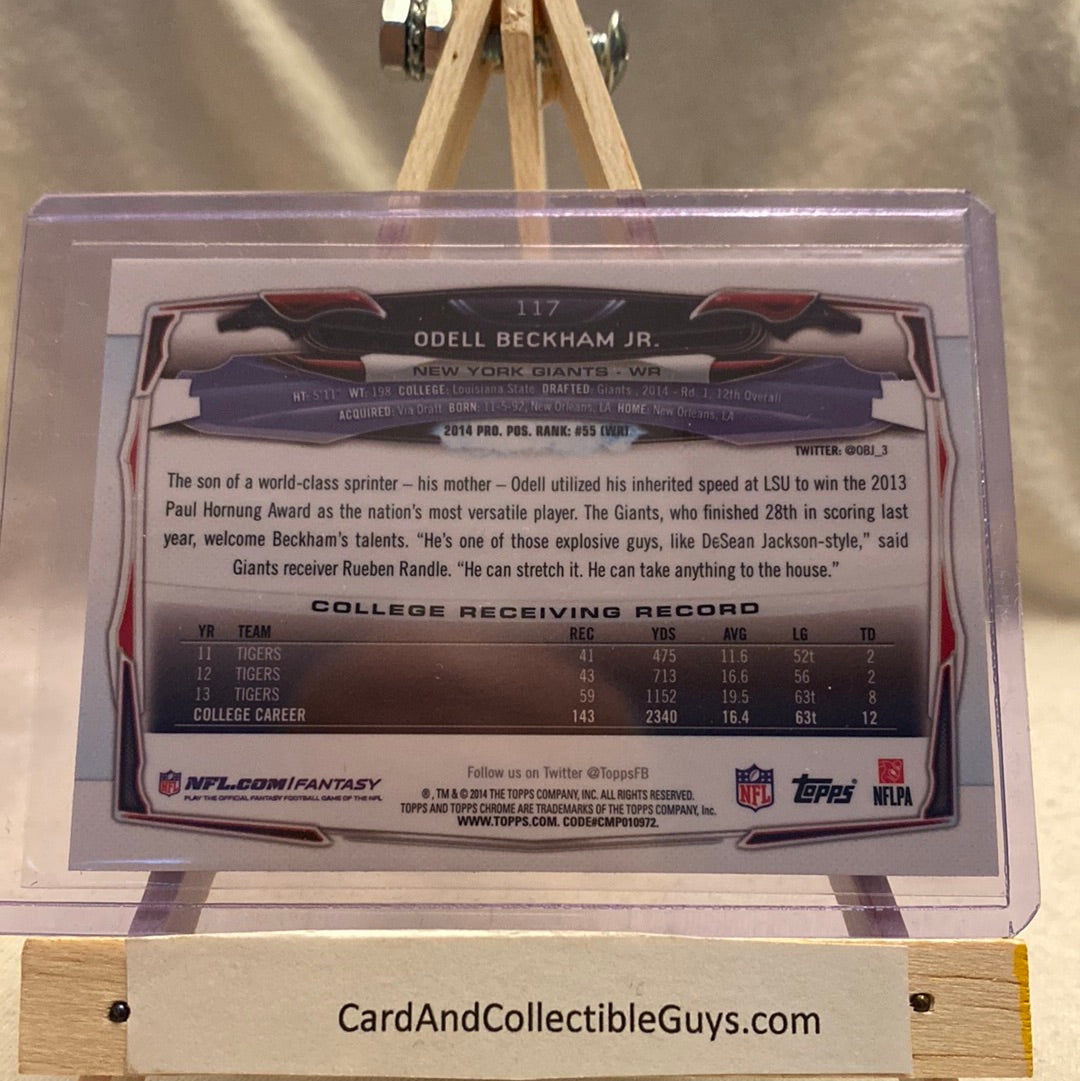 117
ODELL BECKHAM JR.
NEW YORK GIANTS - WR
HT: 5'11" WT: 198 COLLEGE: Louisiana State DRAFTED: Giants, 2014 - Rd 1, 12th Overall
ACQUIRED: Via Draft BORN: 11-5-92, New Orleans, LA HOME: New Orleans, LA
2014 PRO. POS. RANK: #55 (WR)
TWITTER: @OBJ_3
The son of a world-class sprinter – his mother – Odell utilized his inherited speed at LSU to win the 2013
Paul Hornung Award as the nation's most versatile player. The Giants, who finished 28th in scoring last
year, welcome Beckham's talents. "He's one of those explosive guys, like DeSean Jackson-style," said
Giants receiver Rueben Randle. "He can stretch it. He can take anything to the house."
COLLEGE RECEIVING RECORD
YR TEAM REC YDS AVG LG TD
11 TIGERS 41 475 11.6 52t 2
12 TIGERS 43 713 16.6 56 2
13 TIGERS 59 1152 19.5 63t 8
COLLEGE CAREER 143 2340 16.4 63t 12
NFL NFL.COM/FANTASY
PLAY THE OFFICIAL FANTASY FOOTBALL GAME OF THE NFL
Follow us on Twitter @ToppsFB
®, TM & © 2014 THE TOPPS COMPANY, INC. ALL RIGHTS RESERVED.
TOPPS AND TOPPS CHROME ARE TRADEMARKS OF THE TOPPS COMPANY, Inc.
WWW.TOPPS.COM. CODE#CMP010972.
NFL Topps NFLPA
CardAndCollectibleGuys.com